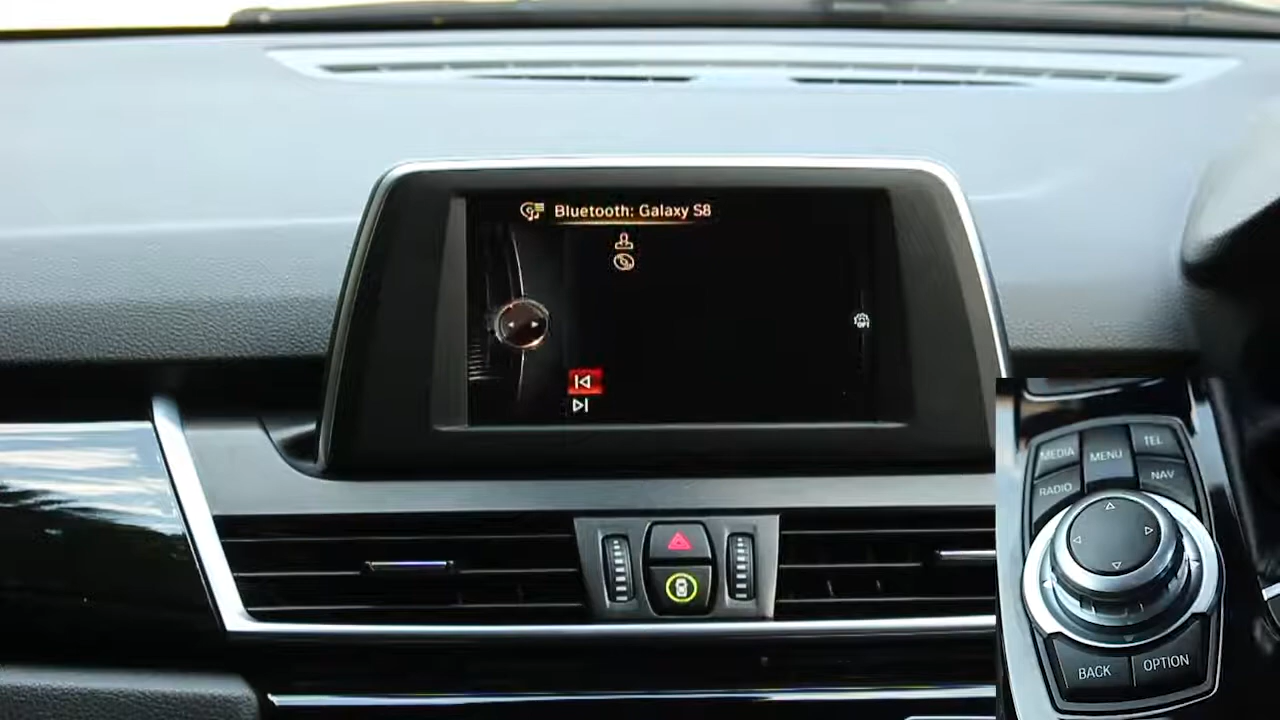 Bluetooth: Galaxy S8
MEDIA
MENU
TEL
RADIO
NAV
BACK
OPTION